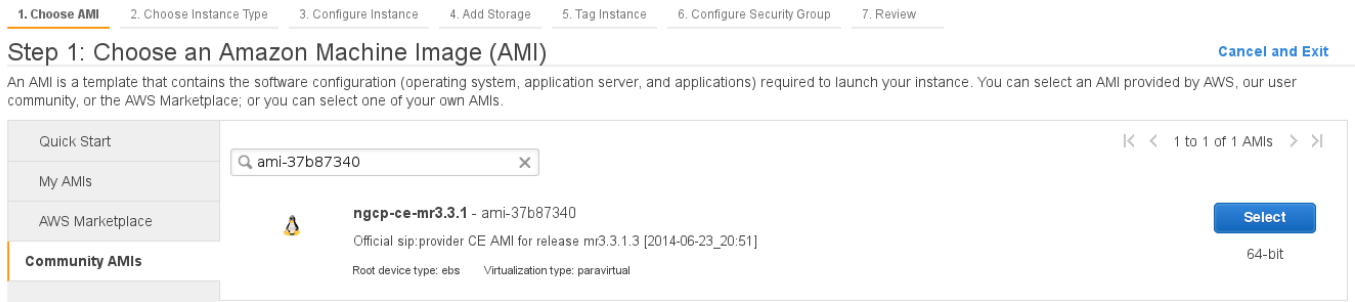 1. Choose AMI 2. Choose Instance Type 3. Configure Instance 4. Add Storage 5. Tag Instance 6. Configure Security Group 7. Review
Step 1: Choose an Amazon Machine Image (AMI)
Cancel and Exit
An AMI is a template that contains the software configuration (operating system, application server, and applications) required to launch your instance. You can select an AMI provided by AWS, our user
community, or the AWS Marketplace; or you can select one of your own AMIs.
Quick Start
My AMIs
AWS Marketplace
Community AMIs
ami-37b87340
1 to 1 of 1 AMIs
ngcp-ce-mr3.3.1 - ami-37b87340
Official sip:provider CE AMI for release mr3.3.1.3 [2014-06-23_20:51]
Root device type: ebs Virtualization type: paravirtual
Select
64-bit